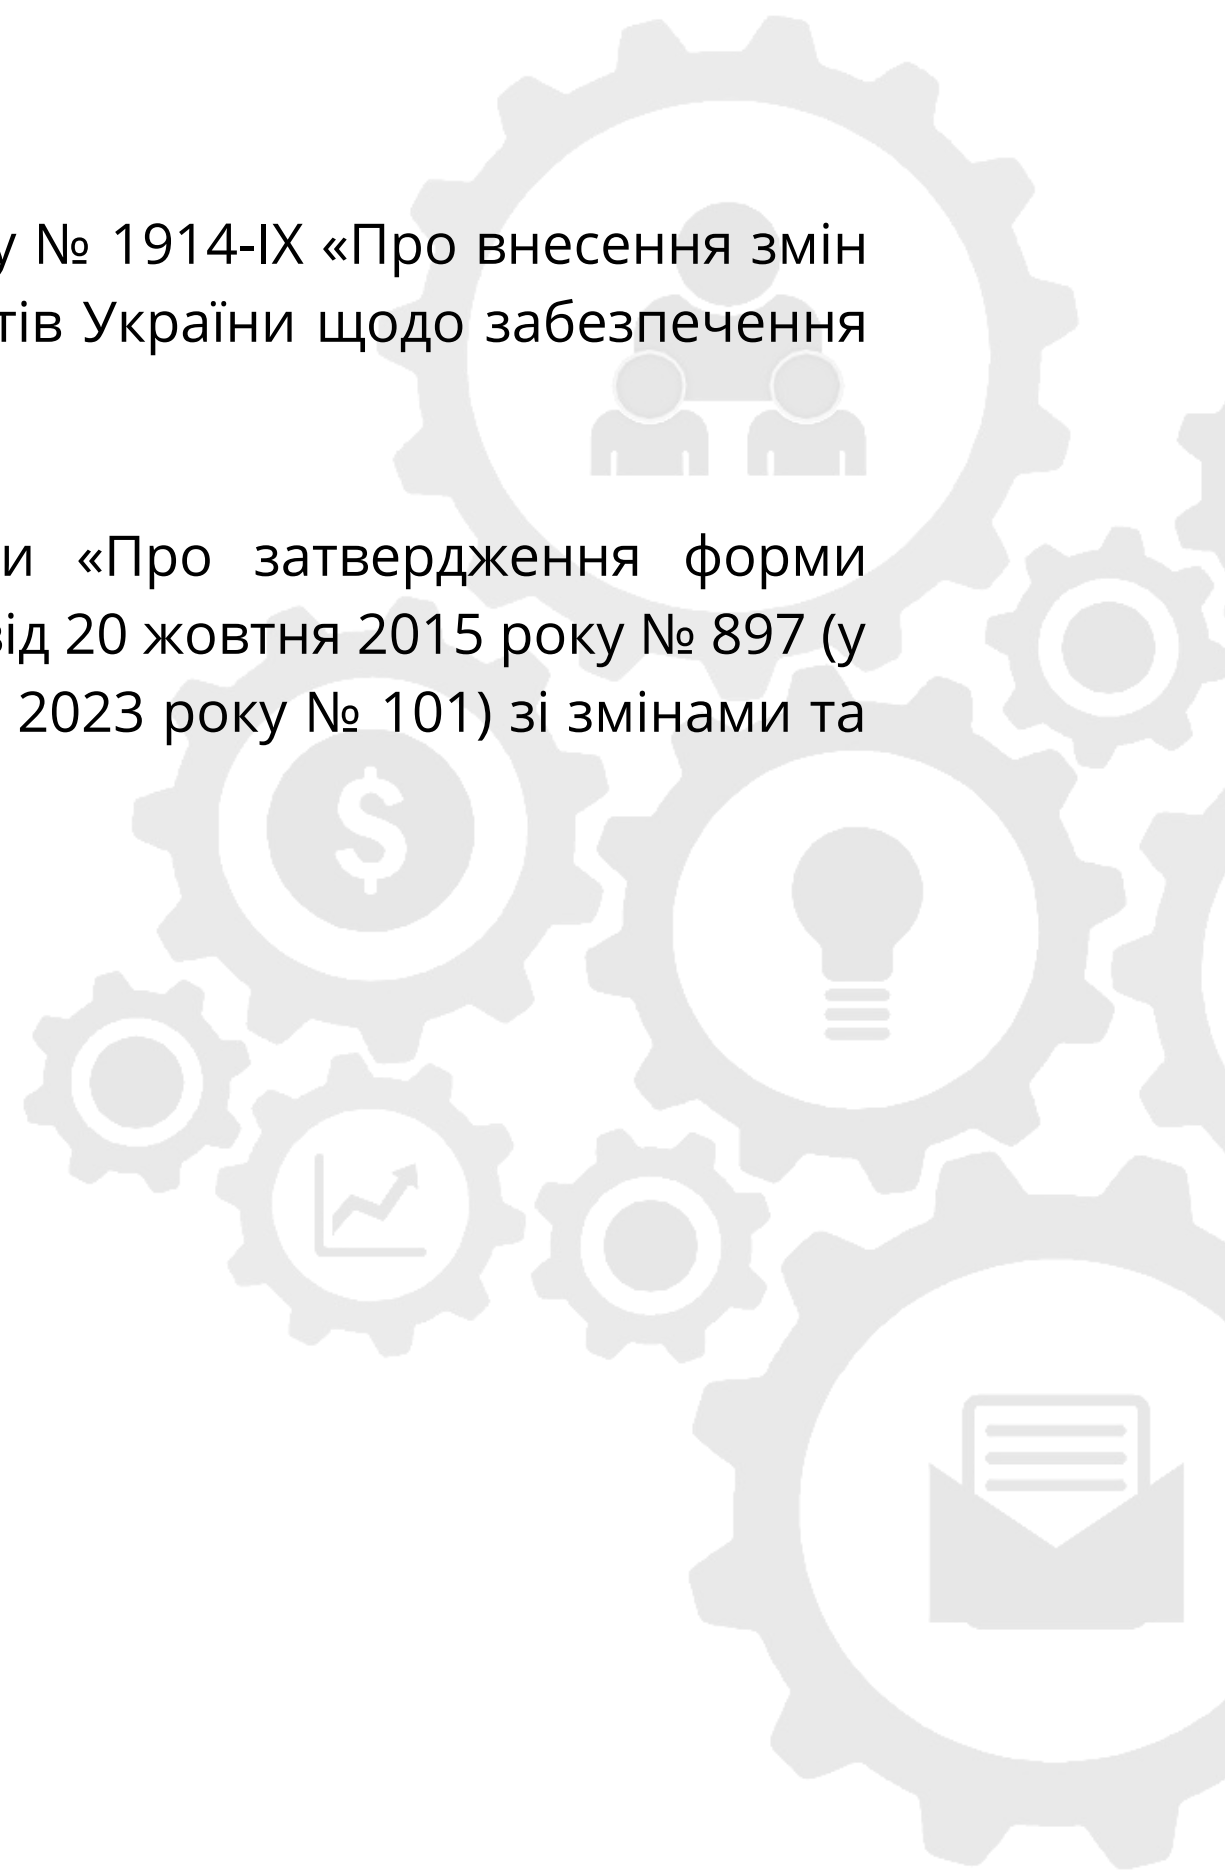 у № 1914-IX «Про внесення змін
тів України щодо забезпечення
и «Про затвердження форми
від 20 жовтня 2015 року № 897 (у
2023 року № 101) зі змінами та
$